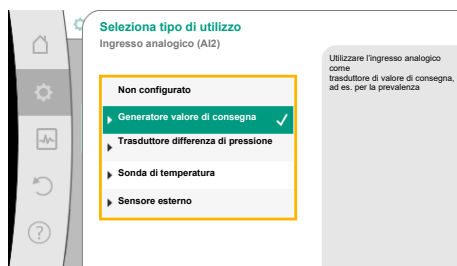 Seleziona tipo di utilizzo
Ingresso analogico (AI2)
Non configurato
Generatore valore di consegna
Trasduttore differenza di pressione
Sonda di temperatura
Sensore esterno
Utilizzare l'ingresso analogico
come
trasduttore di valore di consegna,
ad es. per la prevalenza